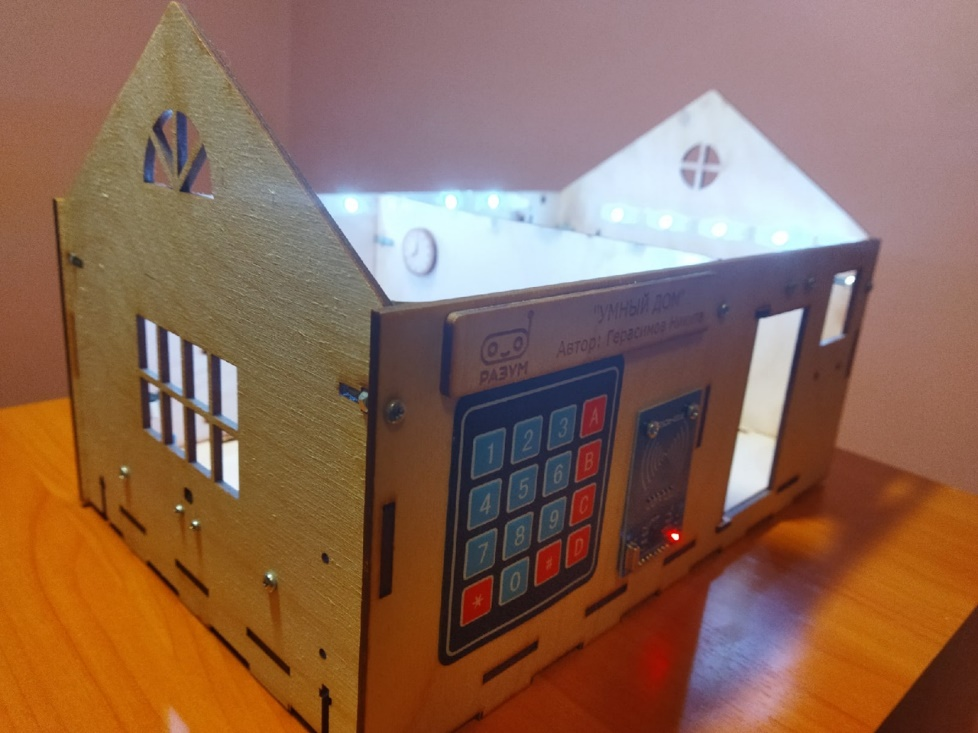 "УМНЫЙ ДОМ"
Автор: Герасимов Никита
РАЗУМ
1 2 3 A
4 5 6 B
7 8 9 C
* 0 # D